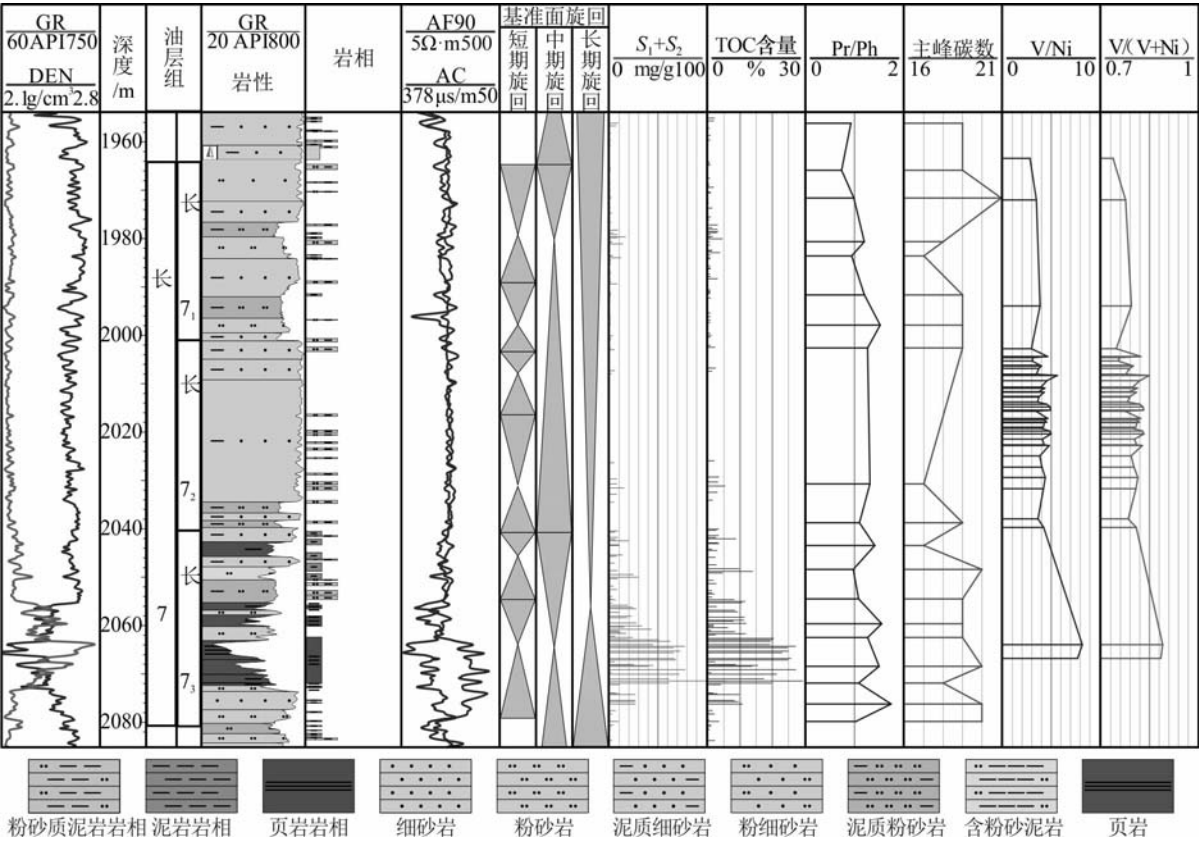 GR
60API750
DEN
2.1g/cm³2.8
深度/m
油层组
GR
20 API800
岩性
岩相
AF90
5Ω·m500
AC
378μs/m50
基准面旋回
短期旋回
中期旋回
长期旋回
S₁+S₂
0 mg/g100
TOC含量
0 % 30
Pr/Ph
0 2
主峰碳数
16 21
V/Ni
0 10
V/(V+Ni)
0.7 1
1960
1980
2000
2020
2040
2060
2080
长
7
长
7₁
长
7₂
长
7₃
粉砂质泥岩岩相 泥岩岩相 页岩岩相 细砂岩 粉砂岩 泥质细砂岩 粉细砂岩 泥质粉砂岩 含粉砂泥岩 页岩